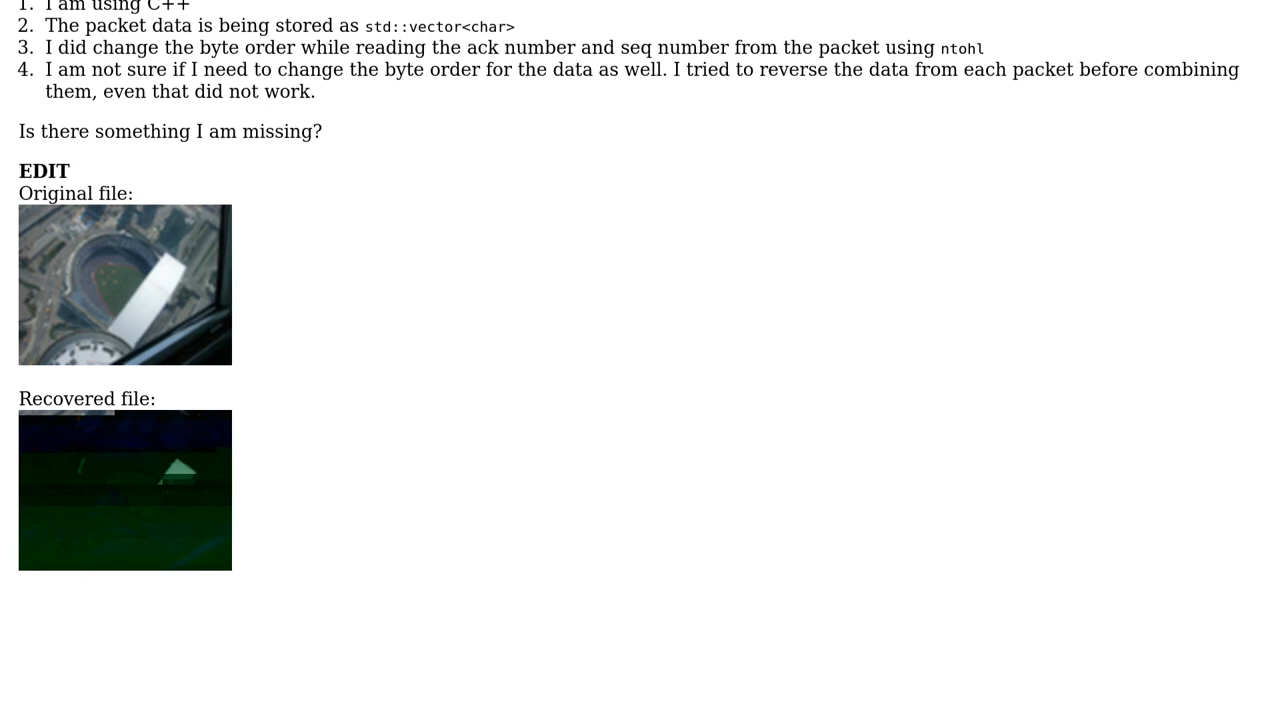 1. I am using C++
2. The packet data is being stored as std::vector<char>
3. I did change the byte order while reading the ack number and seq number from the packet using ntohl
4. I am not sure if I need to change the byte order for the data as well. I tried to reverse the data from each packet before combining
them, even that did not work.
Is there something I am missing?
EDIT
Original file:
Recovered file: